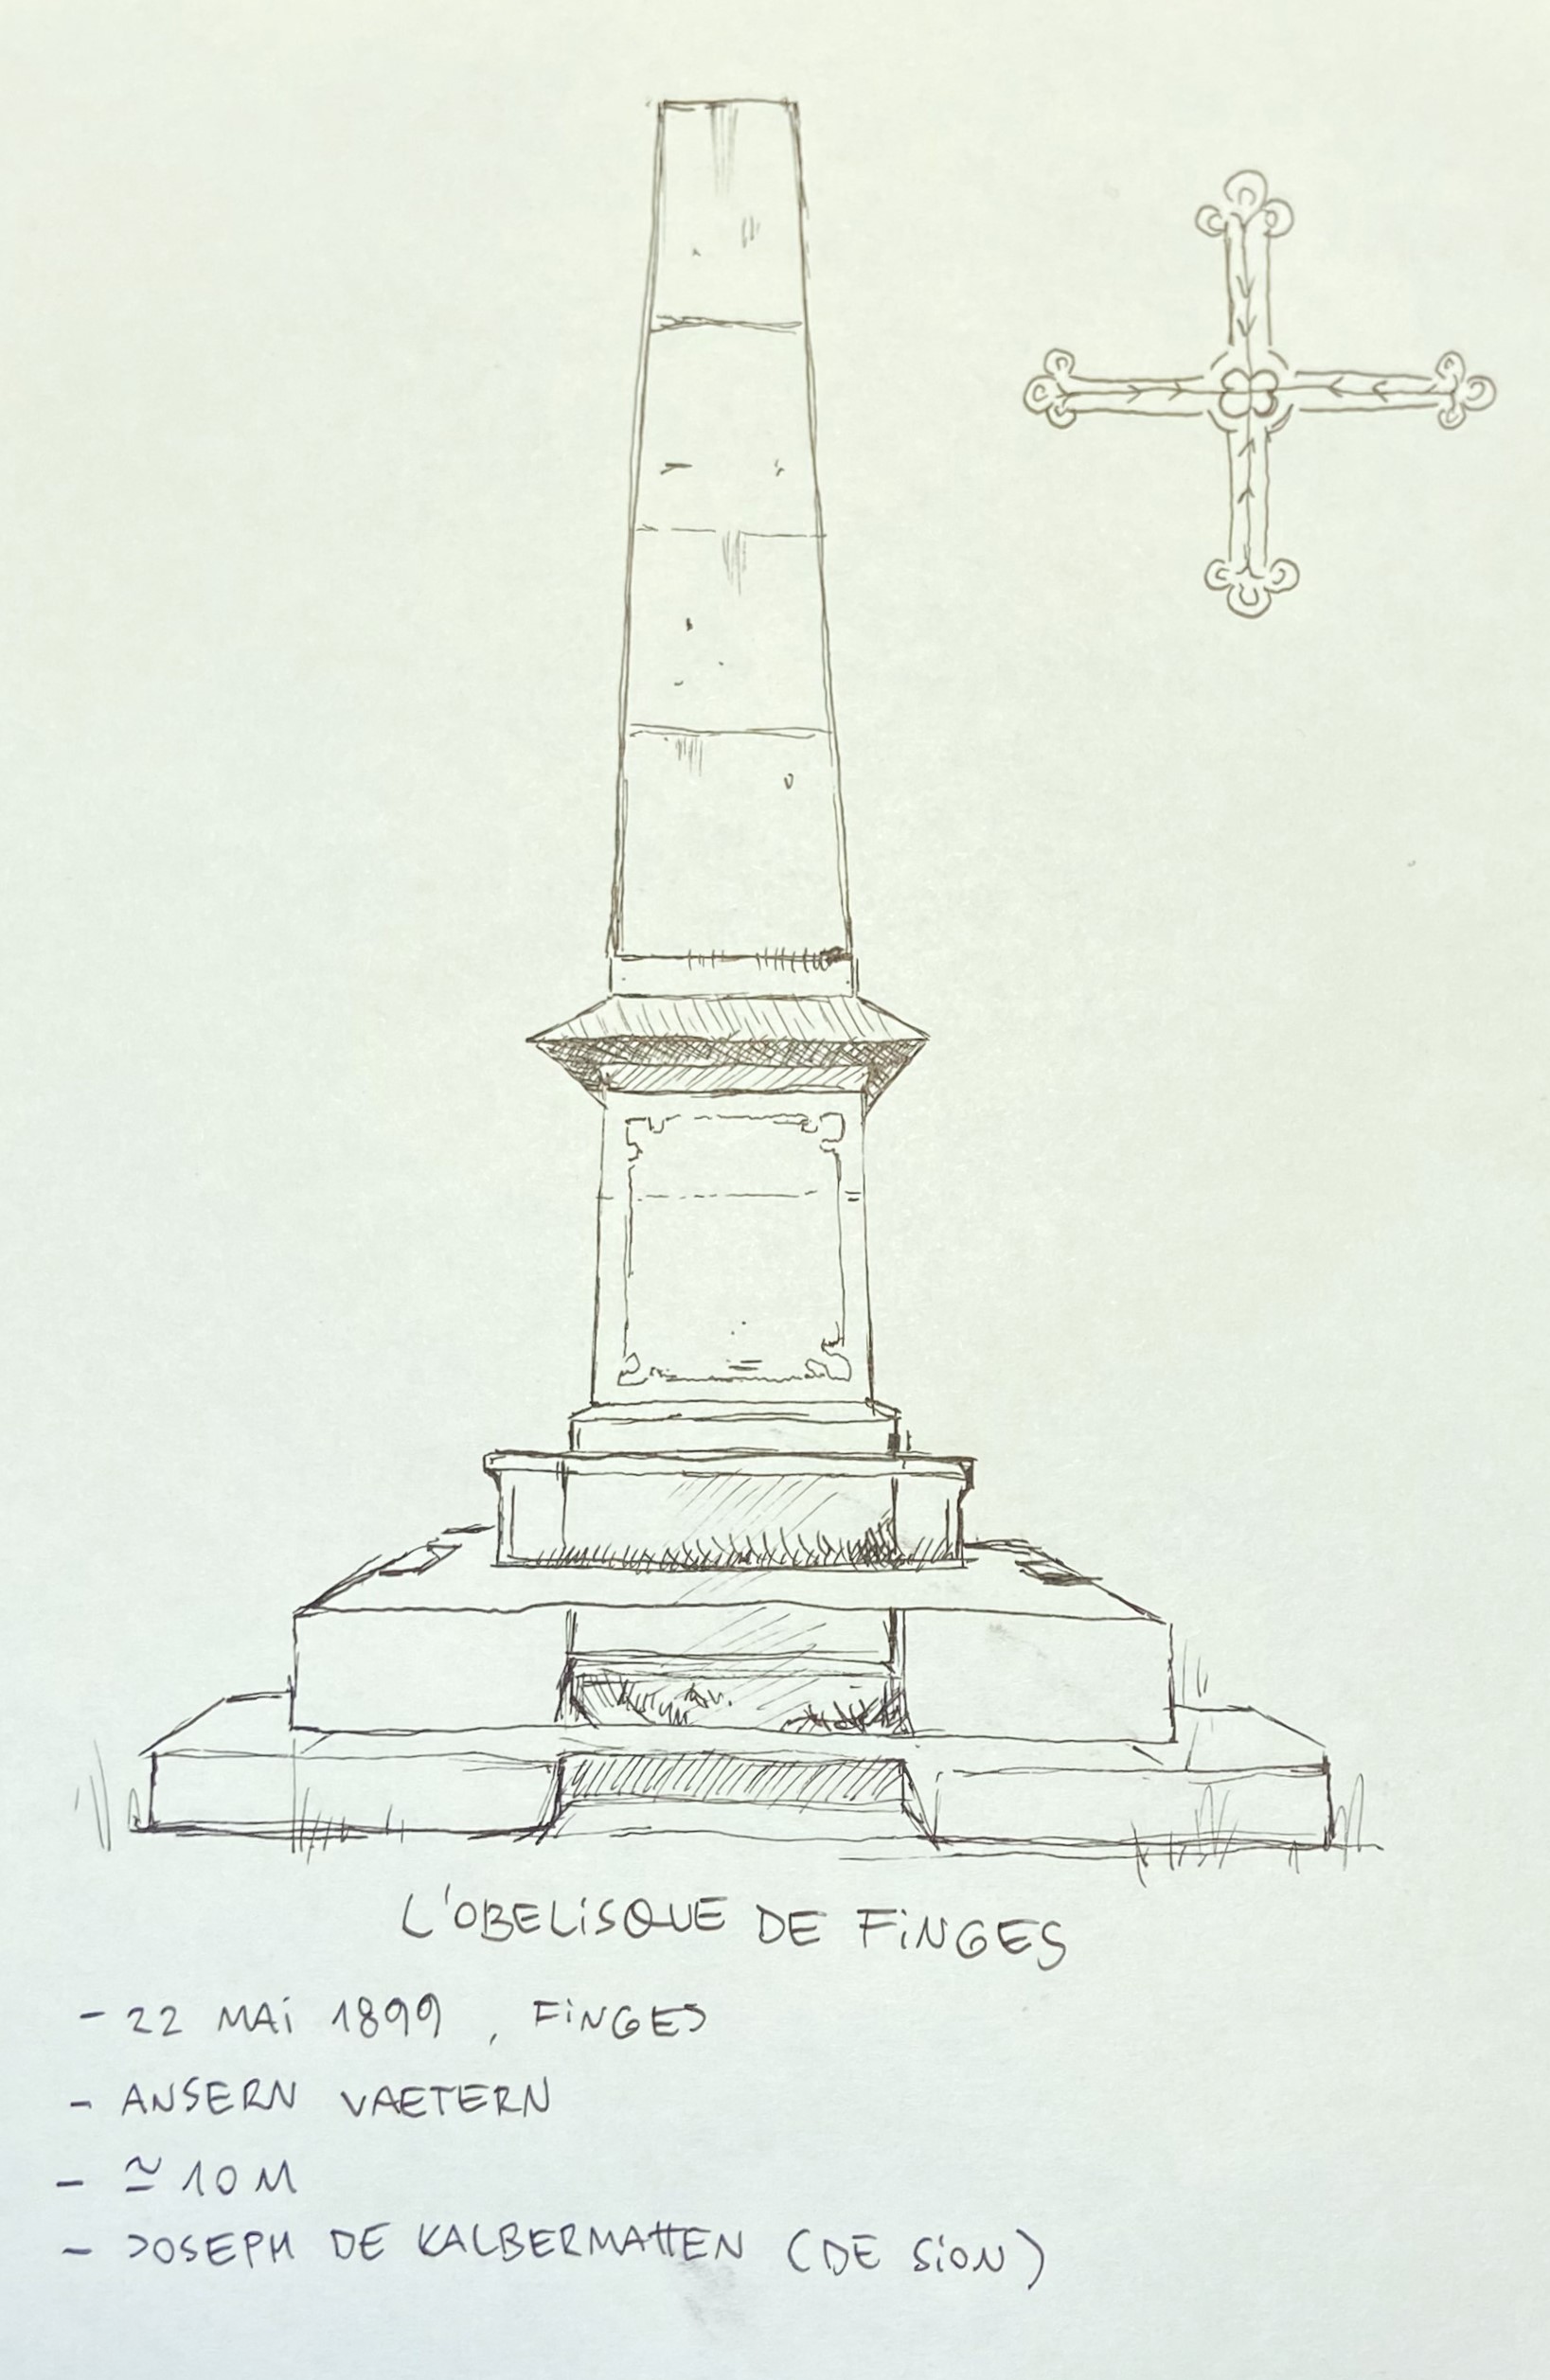 L'OBELiSQUE DE FiNGES
- 22 MAi 1899, FiNGES
- ANSERN VAETERN
- ≃ 10 M
- JOSEPH DE KALBERMATTEN (DE SiON)